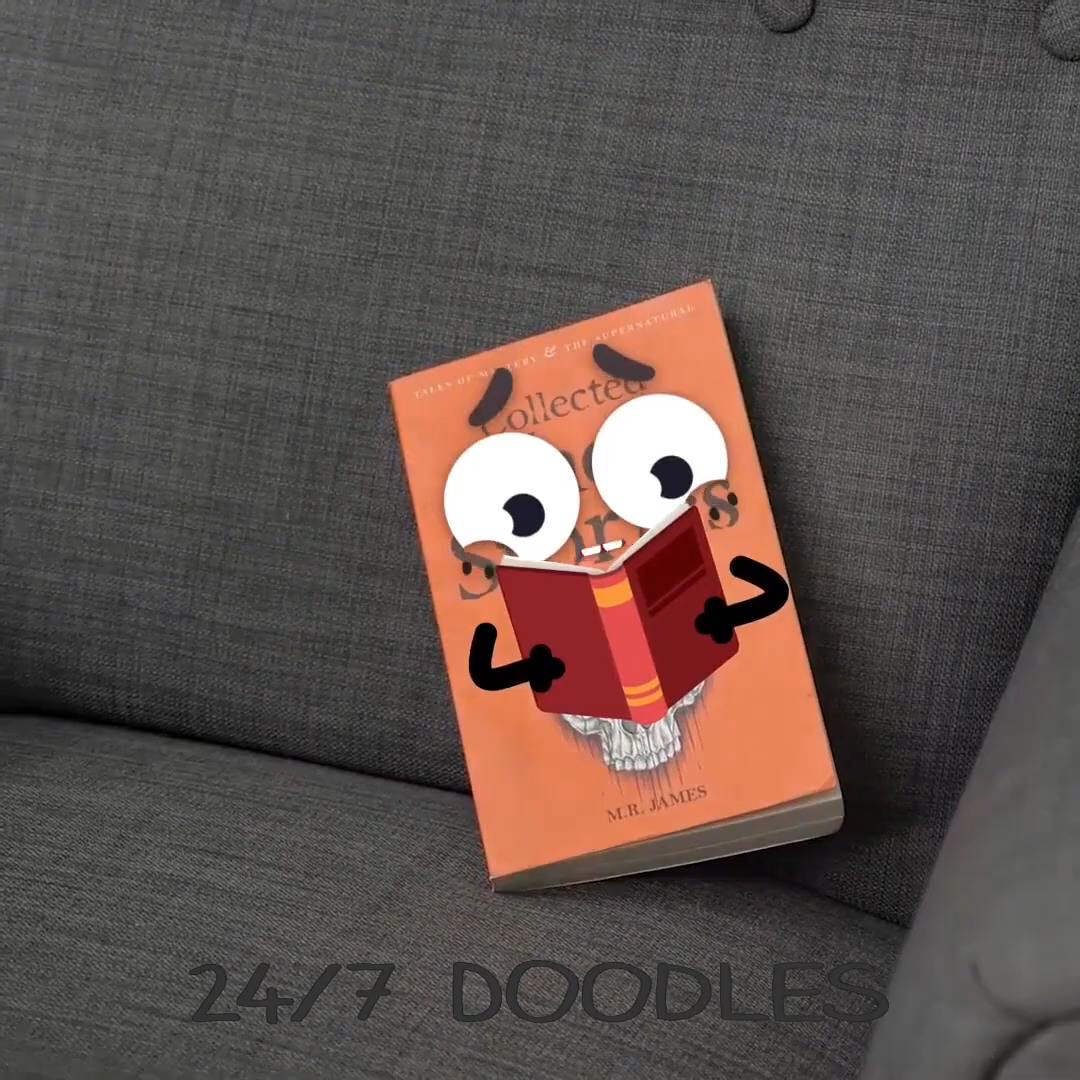 TALES OF MYSTERY & THE SUPERNATURAL
Collected
M.R. JAMES
24/7 DOODLES